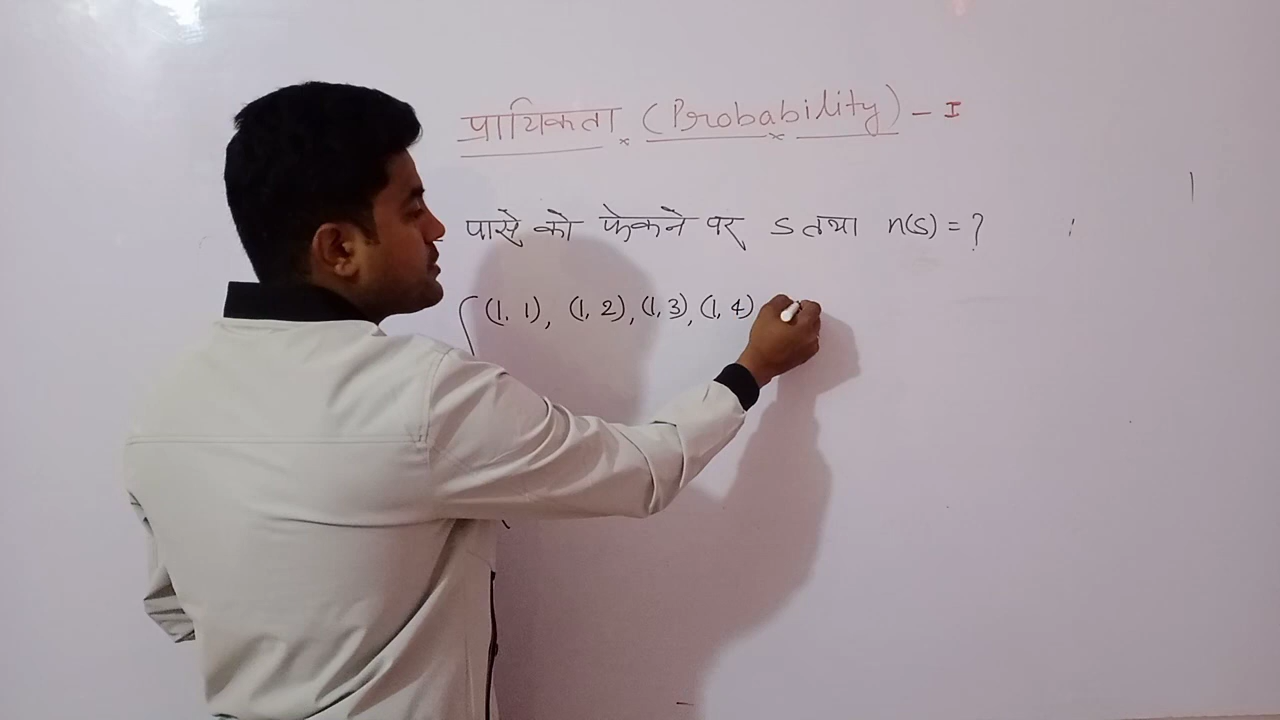 प्रायिकता (Probability) - I
पासे को फेकने पर S तथा n(S) = ?
(1, 1), (1, 2), (1, 3), (1, 4)